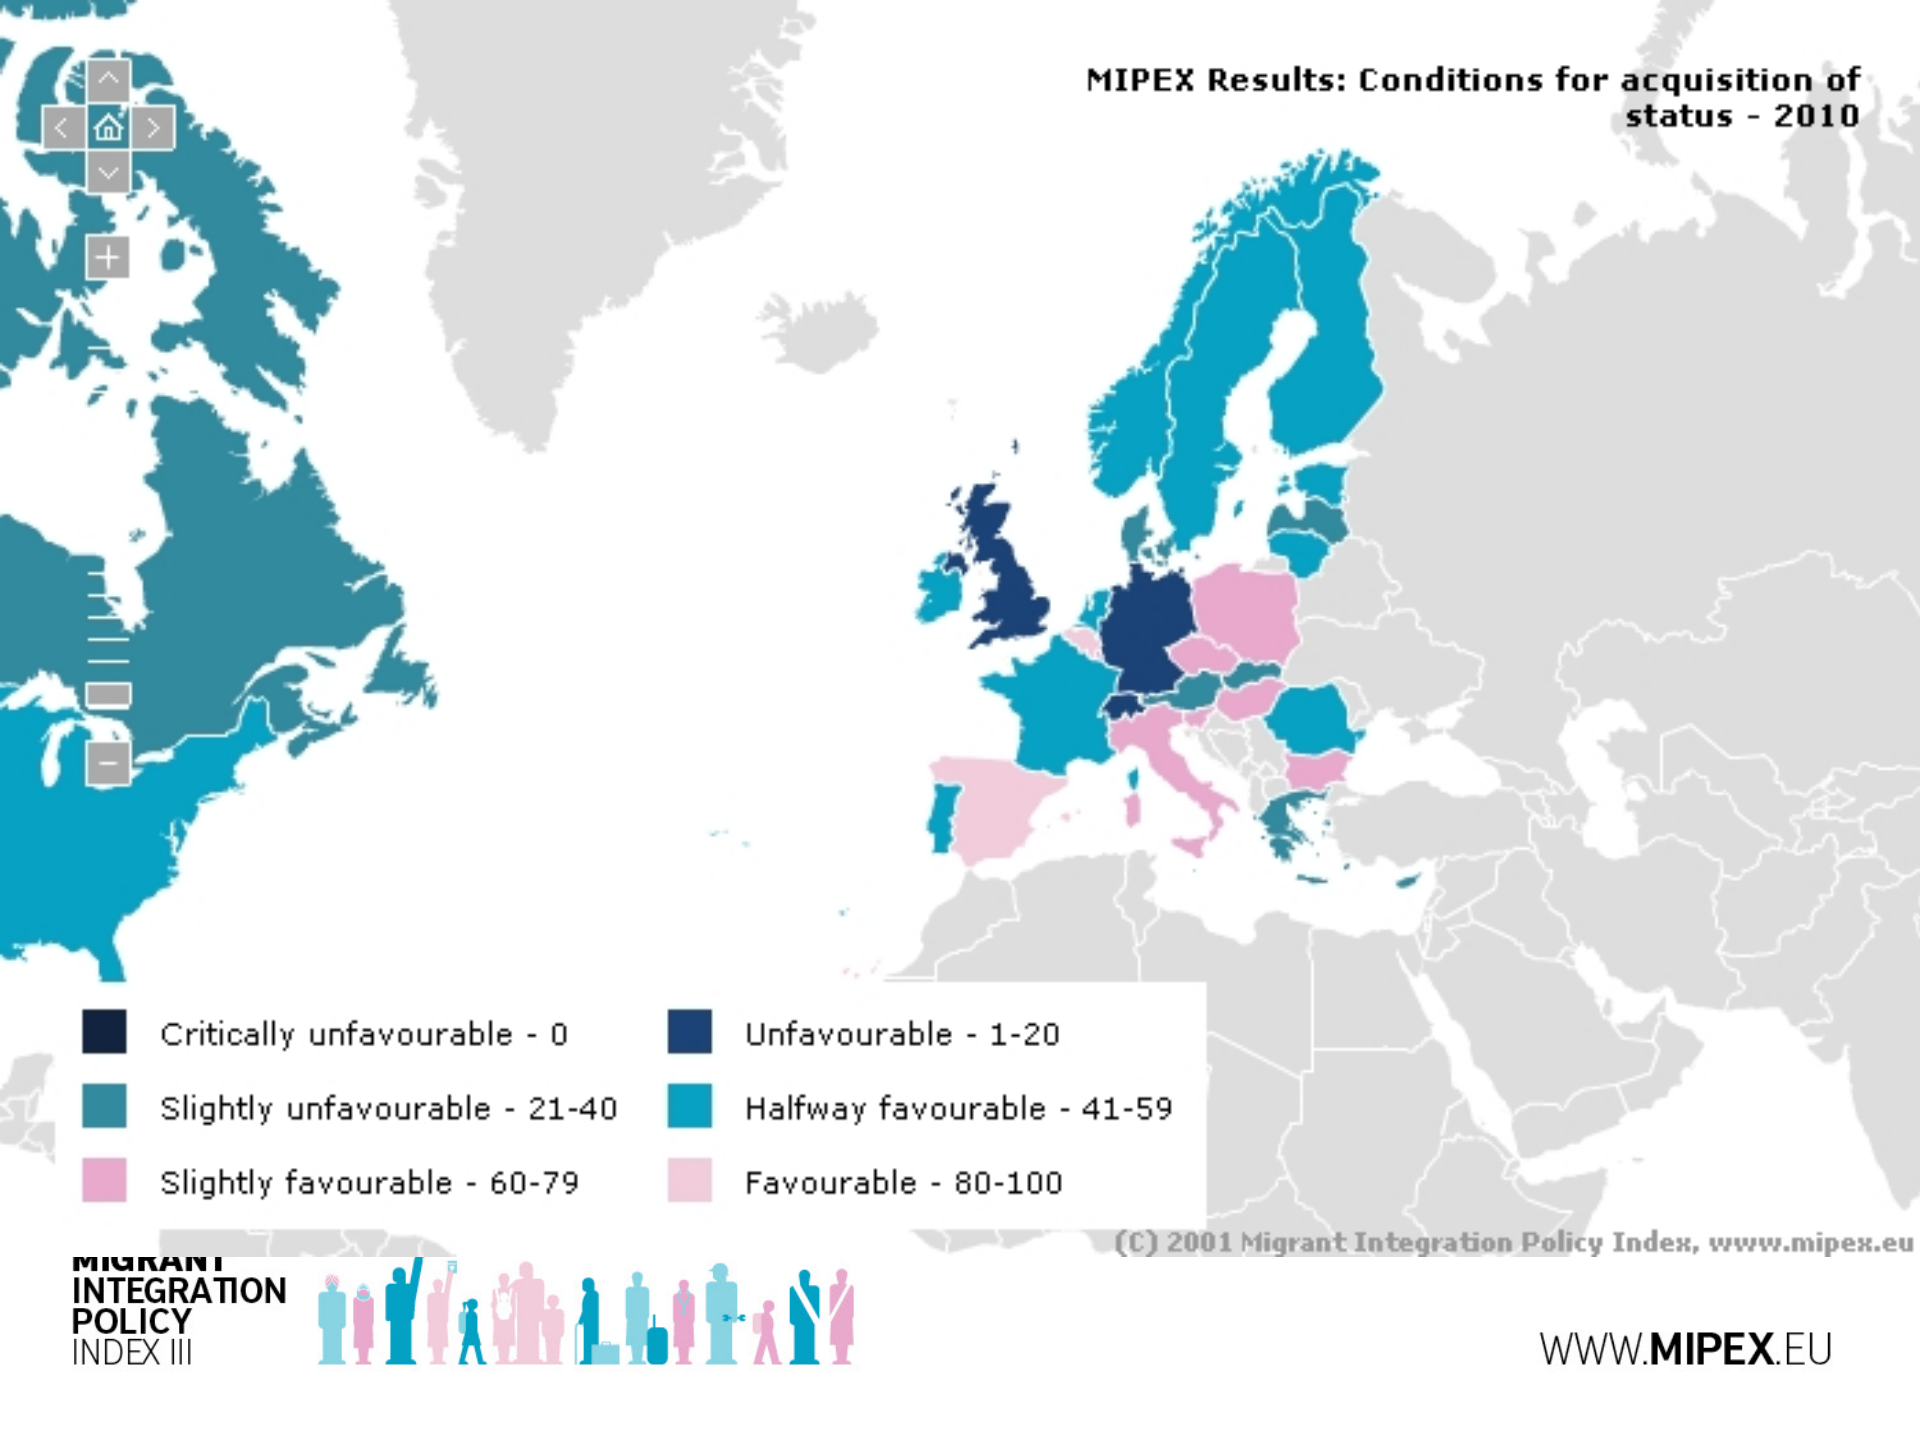 MIPEX Results: Conditions for acquisition of
status - 2010
Critically unfavourable - 0
Unfavourable - 1-20
Slightly unfavourable - 21-40
Halfway favourable - 41-59
Slightly favourable - 60-79
Favourable - 80-100
(C) 2001 Migrant Integration Policy Index, www.mipex.eu
MIGRANT
INTEGRATION
POLICY
INDEX III
WWW.MIPEX.EU